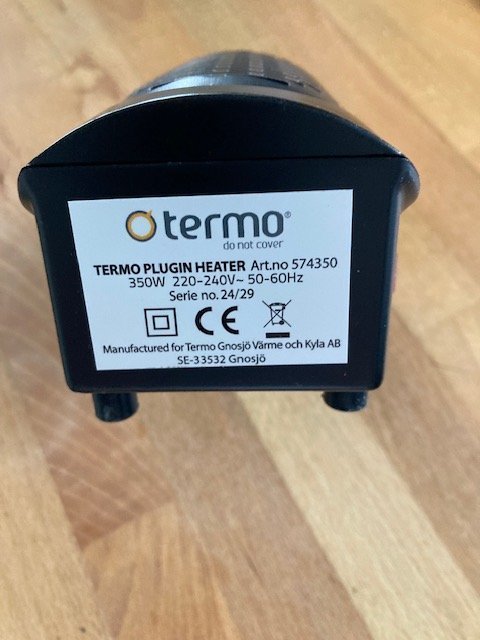 termo®
do not cover
TERMO PLUGIN HEATER Art.no 574350
350W 220-240V~ 50-60Hz
Serie no.24/29
CE
Manufactured for Termo Gnosjö Värme och Kyla AB
SE-33532 Gnosjö